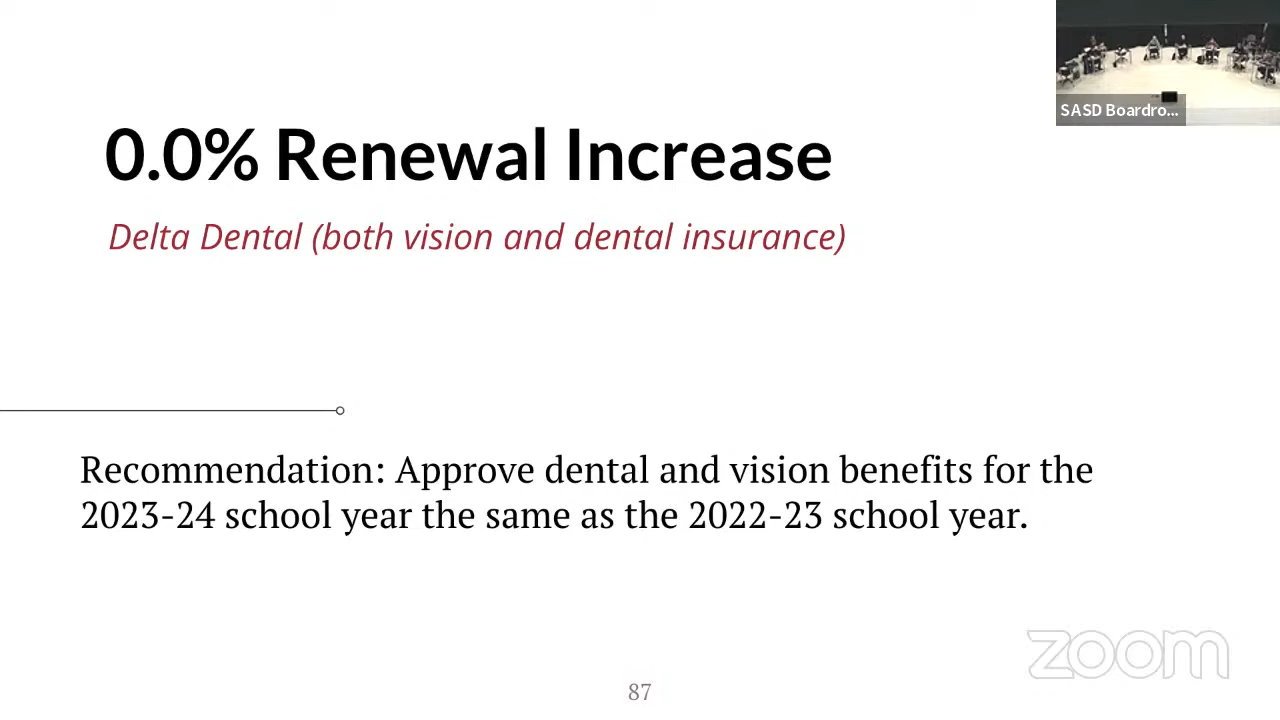 SASD Boardro...
0.0% Renewal Increase
Delta Dental (both vision and dental insurance)
Recommendation: Approve dental and vision benefits for the
2023-24 school year the same as the 2022-23 school year.
zoom
87